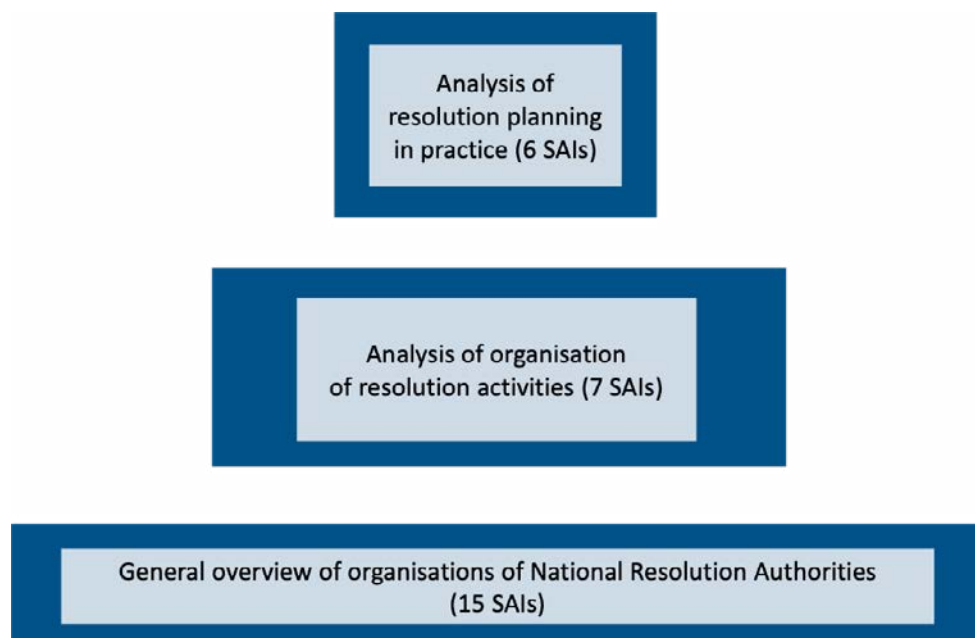 Analysis of
resolution planning
in practice (6 SAIs)
Analysis of organisation
of resolution activities (7 SAIs)
General overview of organisations of National Resolution Authorities
(15 SAIs)